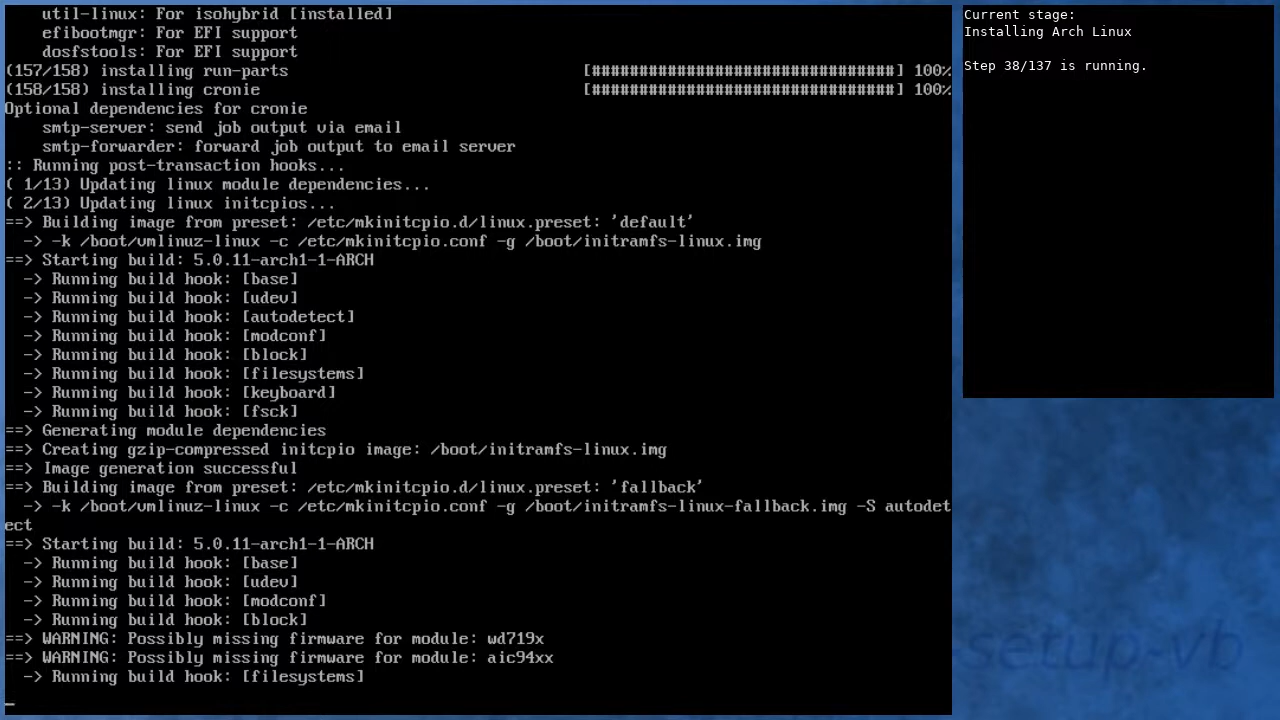 util-linux: For isohybrid [installed]
efibootmgr: For EFI support
dosfstools: For EFI support
(157/158) installing run-parts [################################] 100%
(158/158) installing cronie [################################] 100%
Optional dependencies for cronie
smtp-server: send job output via email
smtp-forwarder: forward job output to email server
:: Running post-transaction hooks...
( 1/13) Updating linux module dependencies...
( 2/13) Updating linux initcpios...
==> Building image from preset: /etc/mkinitcpio.d/linux.preset: 'default'
-> -k /boot/vmlinuz-linux -c /etc/mkinitcpio.conf -g /boot/initramfs-linux.img
==> Starting build: 5.0.11-arch1-1-ARCH
-> Running build hook: [base]
-> Running build hook: [udev]
-> Running build hook: [autodetect]
-> Running build hook: [modconf]
-> Running build hook: [block]
-> Running build hook: [filesystems]
-> Running build hook: [keyboard]
-> Running build hook: [fsck]
==> Generating module dependencies
==> Creating gzip-compressed initcpio image: /boot/initramfs-linux.img
==> Image generation successful
==> Building image from preset: /etc/mkinitcpio.d/linux.preset: 'fallback'
-> -k /boot/vmlinuz-linux -c /etc/mkinitcpio.conf -g /boot/initramfs-linux-fallback.img -S autodet
ect
==> Starting build: 5.0.11-arch1-1-ARCH
-> Running build hook: [base]
-> Running build hook: [udev]
-> Running build hook: [modconf]
-> Running build hook: [block]
==> WARNING: Possibly missing firmware for module: wd719x
==> WARNING: Possibly missing firmware for module: aic94xx
-> Running build hook: [filesystems]
_
Current stage:
Installing Arch Linux
Step 38/137 is running.
-setup-vb